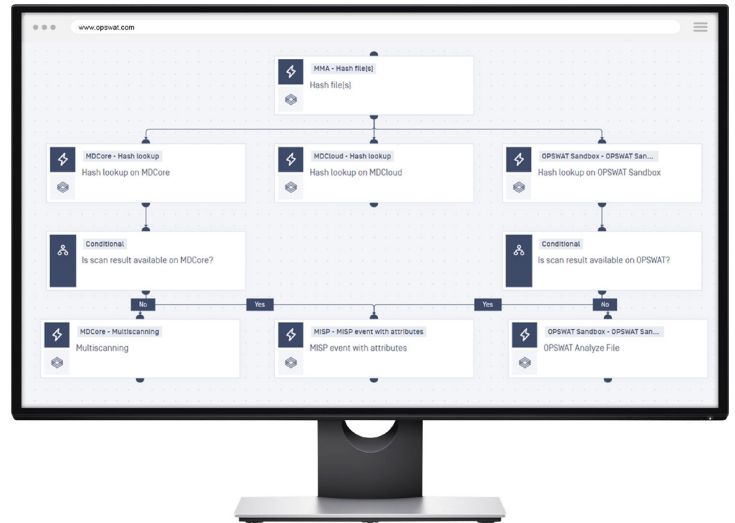 www.opswat.com
MMA - Hash file(s)
Hash file(s)
MDCore - Hash lookup
Hash lookup on MDCore
MDCloud - Hash lookup
Hash lookup on MDCloud
OPSWAT Sandbox - OPSWAT San...
Hash lookup on OPSWAT Sandbox
Conditional
Is scan result available on MDCore?
Conditional
Is scan result available on OPSWAT?
No
Yes
Yes
No
MDCore - Multiscanning
Multiscanning
MISP - MISP event with attributes
MISP event with attributes
OPSWAT Sandbox - OPSWAT San...
OPSWAT Analyze File